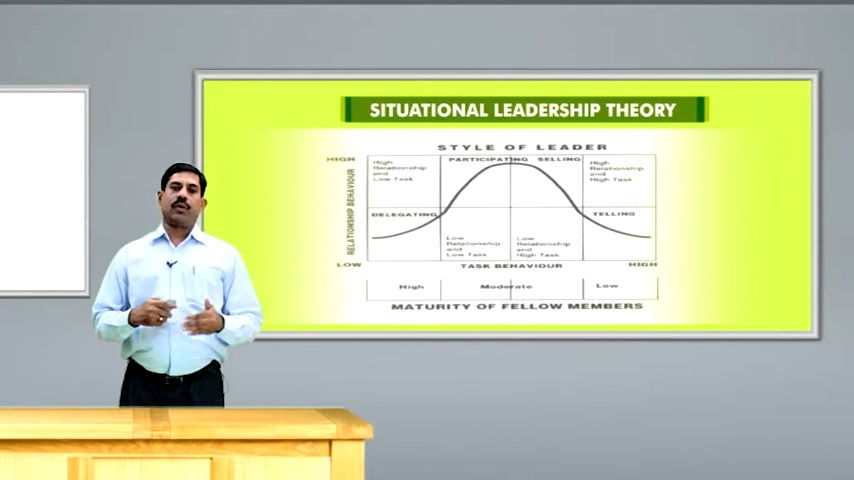 SITUATIONAL LEADERSHIP THEORY
STYLE OF LEADER
HIGH
PARTICIPATING
SELLING
High
Relationship
and
Low Task
High
Relationship
and
High Task
RELATIONSHIP BEHAVIOUR
DELEGATING
TELLING
Low
Relationship
and
Low Task
Low
Relationship
and
High Task
LOW
TASK BEHAVIOUR
HIGH
High
Moderate
Low
MATURITY OF FELLOW MEMBERS